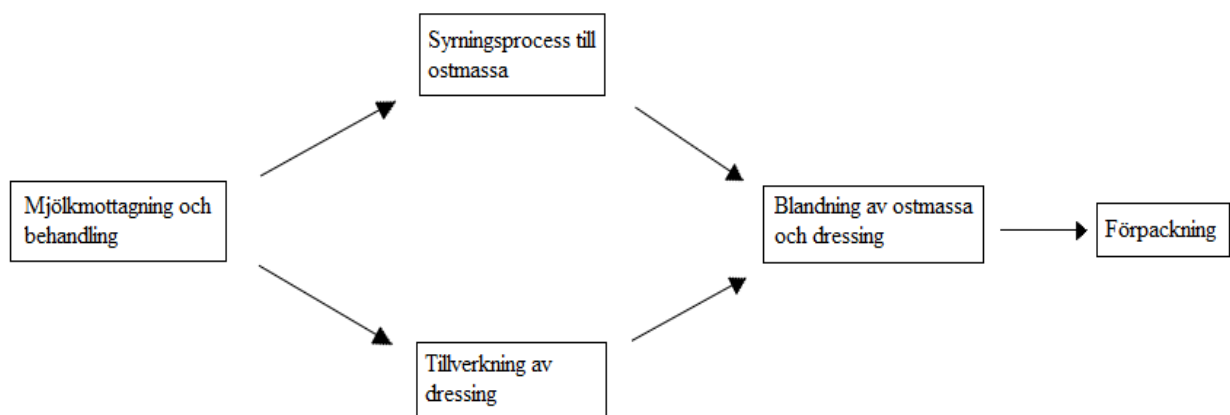 Syrningsprocess till
ostmassa
Mjölkmottagning och
behandling
Blandning av ostmassa
och dressing
Förpackning
Tillverkning av
dressing